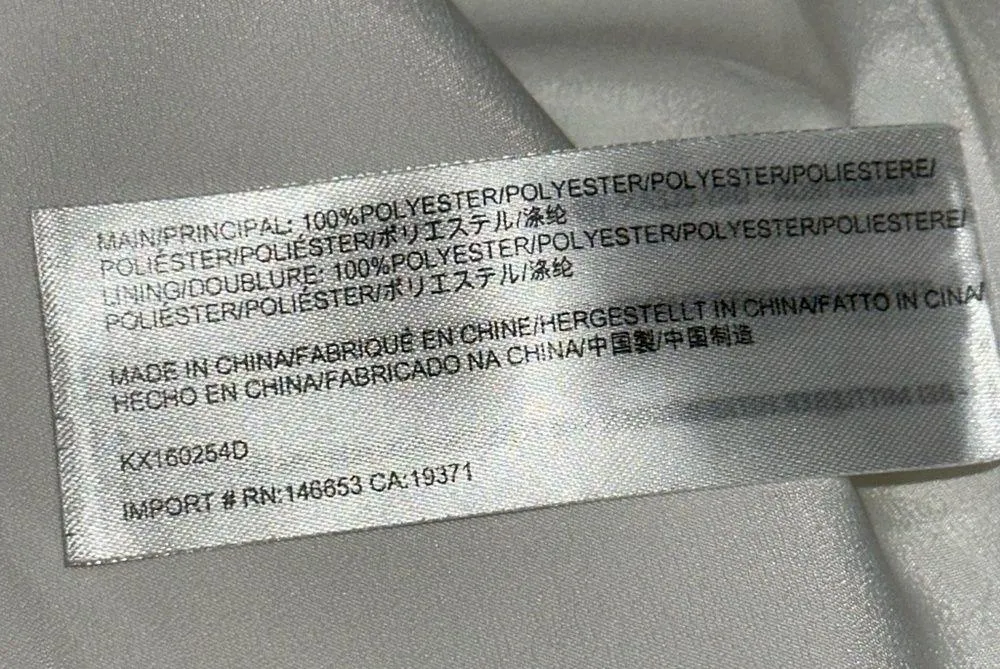 MAIN/PRINCIPAL: 100%POLYESTER/POLYESTER/POLYESTER/POLIESTERE/
POLIÉSTER/POLIÉSTER/ポリエステル/涤纶
LINING/DOUBLURE: 100%POLYESTER/POLYESTER/POLYESTER/POLIESTERE/
POLIÉSTER/POLIÉSTER/ポリエステル/涤纶
MADE IN CHINA/FABRIQUÉ EN CHINE/HERGESTELLT IN CHINA/FATTO IN CINA/
HECHO EN CHINA/FABRICADO NA CHINA/中国製/中国制造
KX160254D
IMPORT # RN:146653 CA:19371